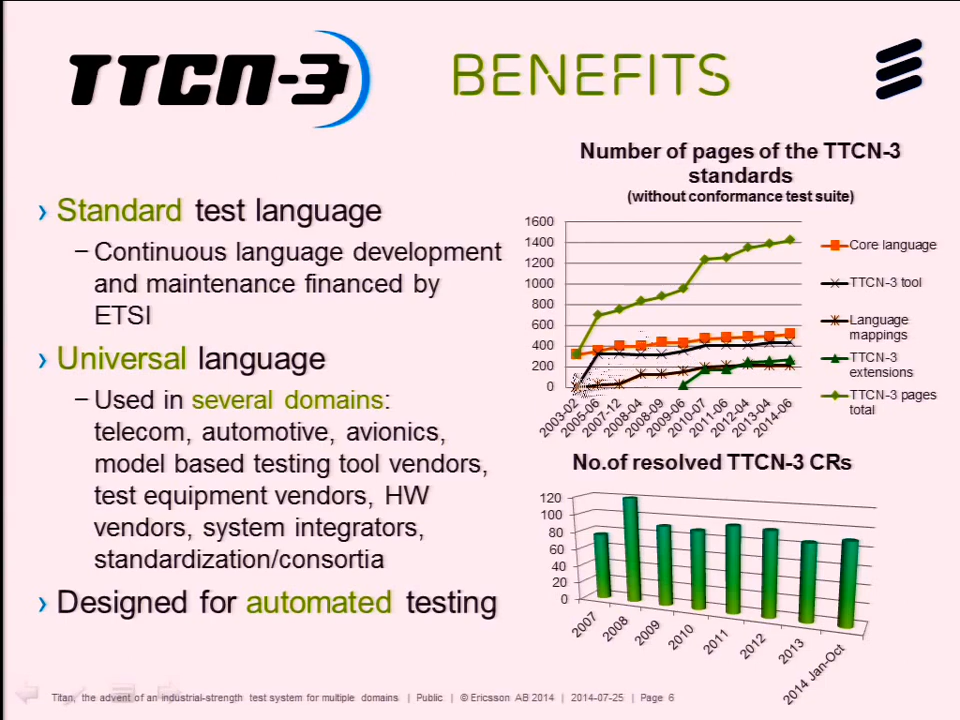 TTCN-3
BENEFITS
› Standard test language
– Continuous language development
and maintenance financed by
ETSI
› Universal language
– Used in several domains:
telecom, automotive, avionics,
model based testing tool vendors,
test equipment vendors, HW
vendors, system integrators,
standardization/consortia
› Designed for automated testing
Number of pages of the TTCN-3
standards
(without conformance test suite)
1600
1400
1200
1000
800
600
400
200
0
2003-02
2005-06
2007-12
2008-04
2008-09
2009-06
2010-07
2011-06
2012-04
2013-04
2014-06
Core language
TTCN-3 tool
Language
mappings
TTCN-3
extensions
TTCN-3 pages
total
No.of resolved TTCN-3 CRs
120
100
80
60
40
20
0
2007
2008
2009
2010
2011
2012
2013
2014 Jan-Oct
Titan, the advent of an industrial-strength test system for multiple domains | Public | © Ericsson AB 2014 | 2014-07-25 | Page 6